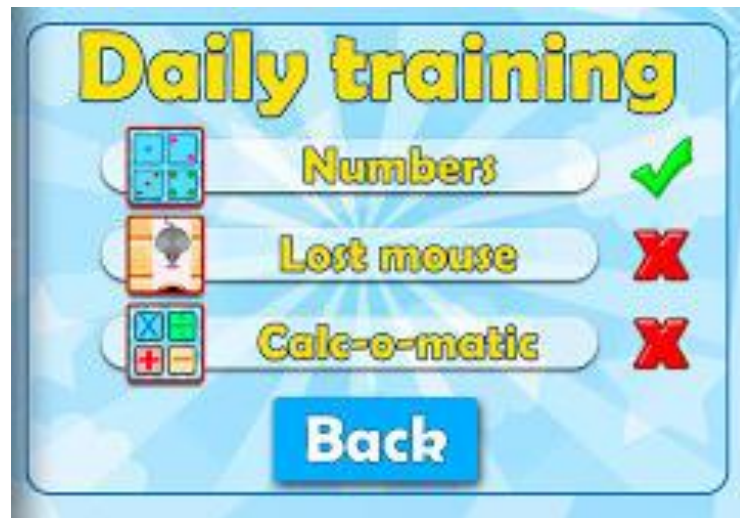 Daily training
Numbers
Lost mouse
Calc-o-matic
Back